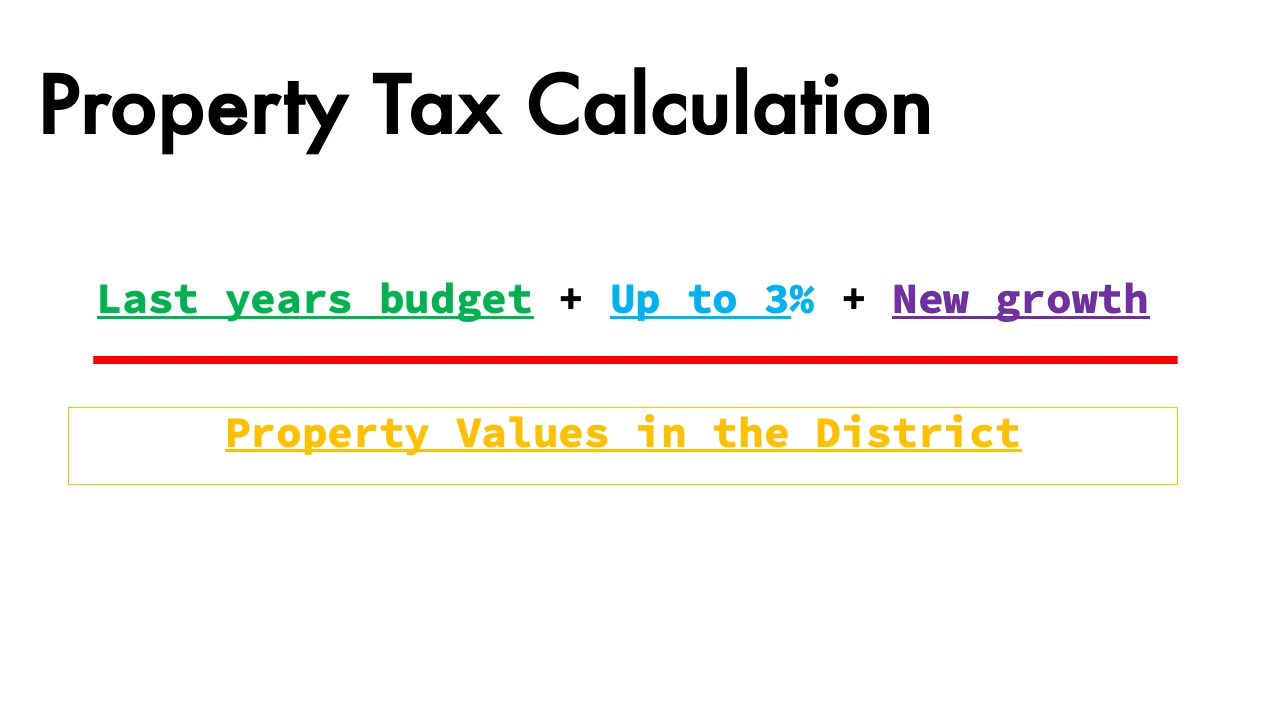 Property Tax Calculation
Last years budget + Up to 3% + New growth
Property Values in the District